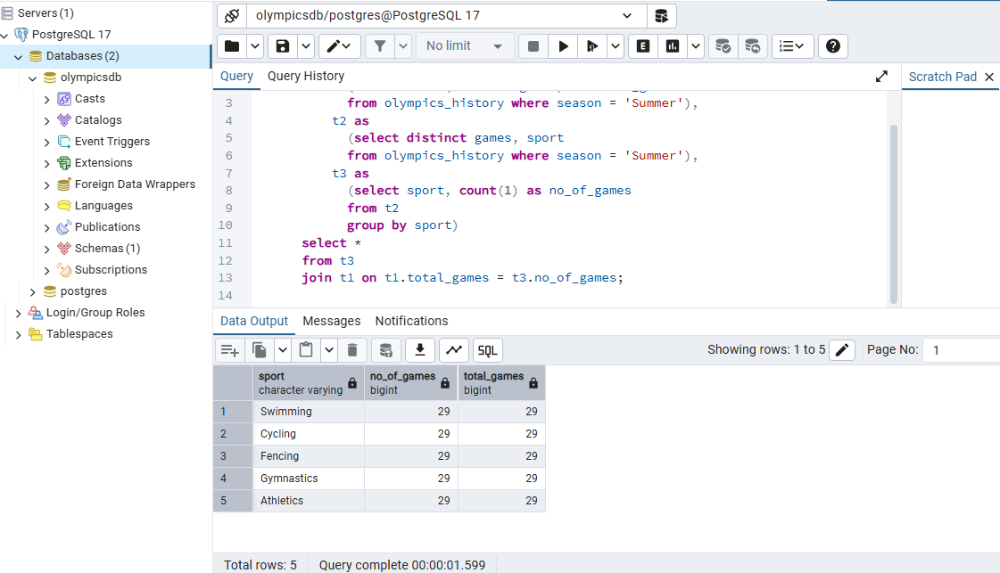 Servers (1)
PostgreSQL 17
Databases (2)
olympicsdb
Casts
Catalogs
Event Triggers
Extensions
Foreign Data Wrappers
Languages
Publications
Schemas (1)
Subscriptions
postgres
Login/Group Roles
Tablespaces
olympicsdb/postgres@PostgreSQL 17
No limit
E
Query Query History
Scratch Pad
3 from olympics_history where season = 'Summer'),
4 t2 as
5 (select distinct games, sport
6 from olympics_history where season = 'Summer'),
7 t3 as
8 (select sport, count(1) as no_of_games
9 from t2
10 group by sport)
11 select *
12 from t3
13 join t1 on t1.total_games = t3.no_of_games;
14
Data Output Messages Notifications
SQL Showing rows: 1 to 5 Page No: 1
sport no_of_games total_games
character varying bigint bigint
1 Swimming 29 29
2 Cycling 29 29
3 Fencing 29 29
4 Gymnastics 29 29
5 Athletics 29 29
Total rows: 5 Query complete 00:00:01.599